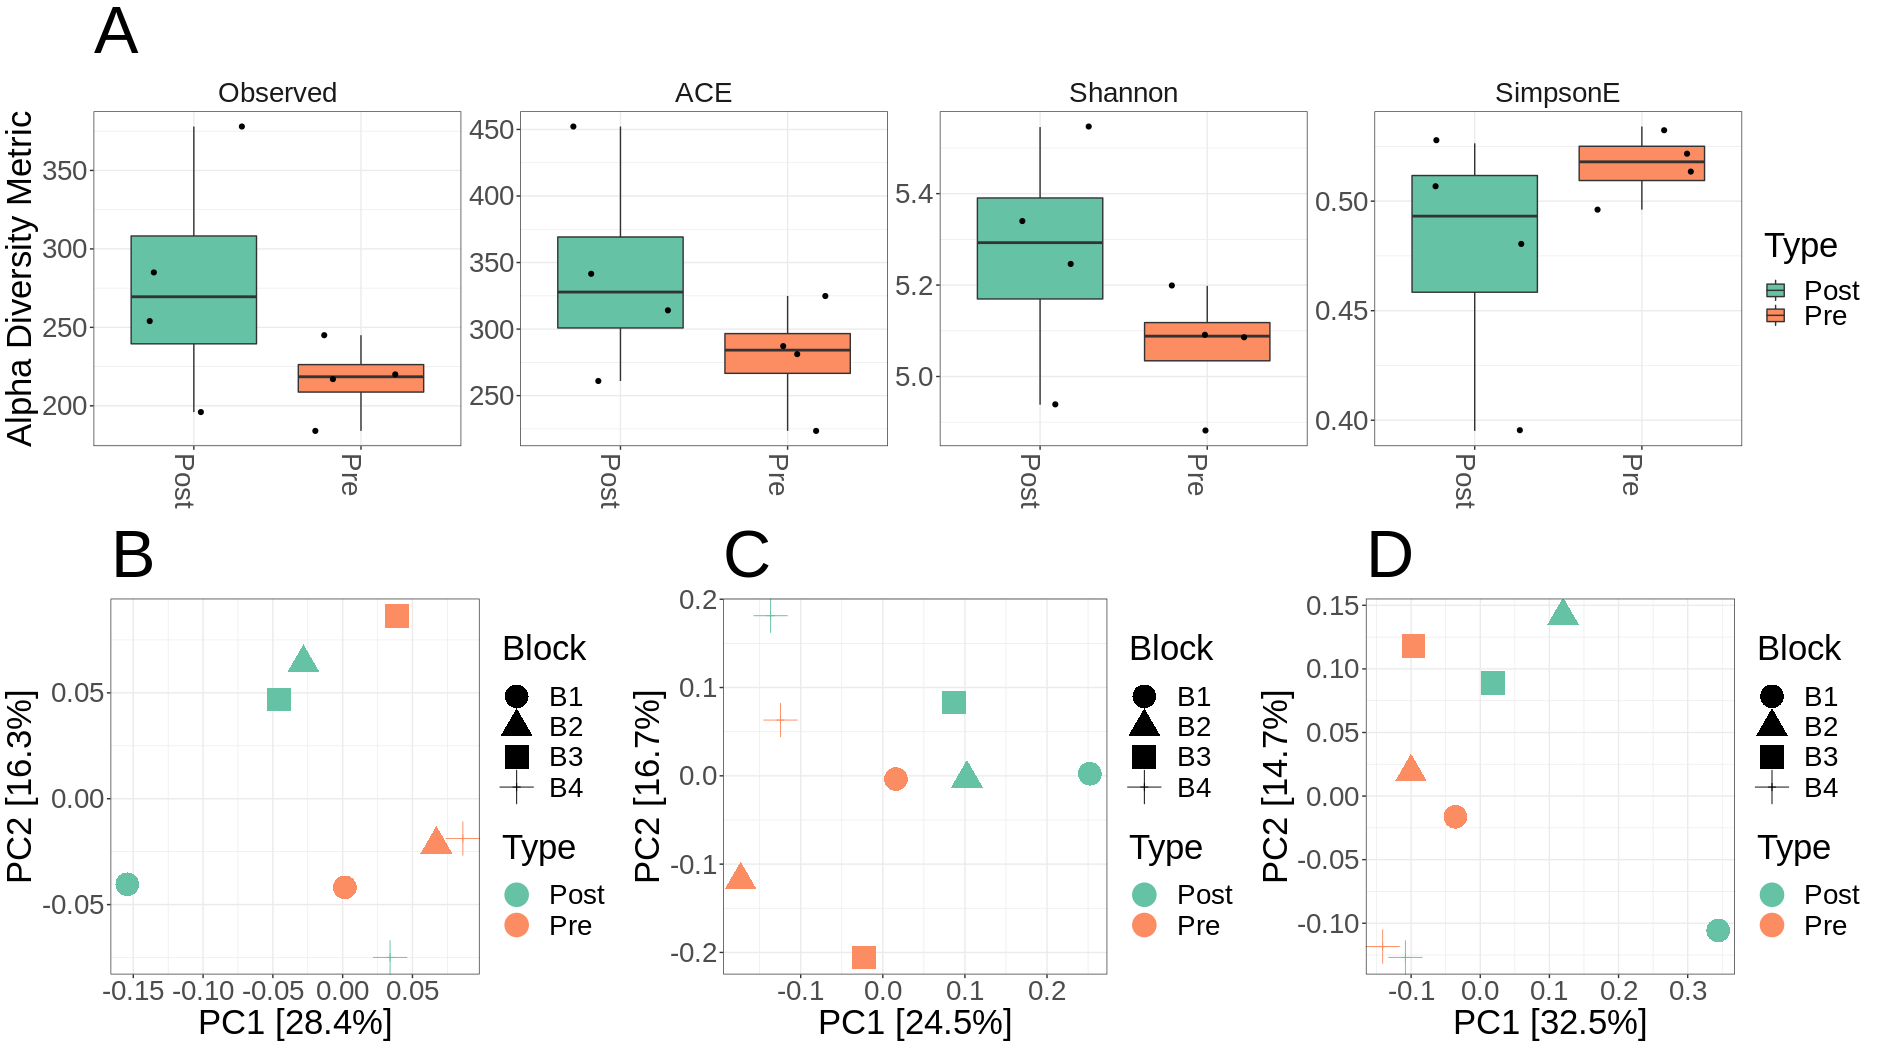 A
Observed
ACE
Shannon
SimpsonE
Alpha Diversity Metric
350
300
250
200
450
400
350
300
250
5.4
5.2
5.0
0.50
0.45
0.40
Post
Pre
Post
Pre
Post
Pre
Post
Pre
Type
Post
Pre
B
PC2 [16.3%]
0.05
0.00
-0.05
-0.15
-0.10
-0.05
0.00
0.05
PC1 [28.4%]
Block
B1
B2
B3
B4
Type
Post
Pre
C
PC2 [16.7%]
0.2
0.1
0.0
-0.1
-0.2
-0.1
0.0
0.1
0.2
PC1 [24.5%]
Block
B1
B2
B3
B4
Type
Post
Pre
D
PC2 [14.7%]
0.15
0.10
0.05
0.00
-0.05
-0.10
-0.1
0.0
0.1
0.2
0.3
PC1 [32.5%]
Block
B1
B2
B3
B4
Type
Post
Pre